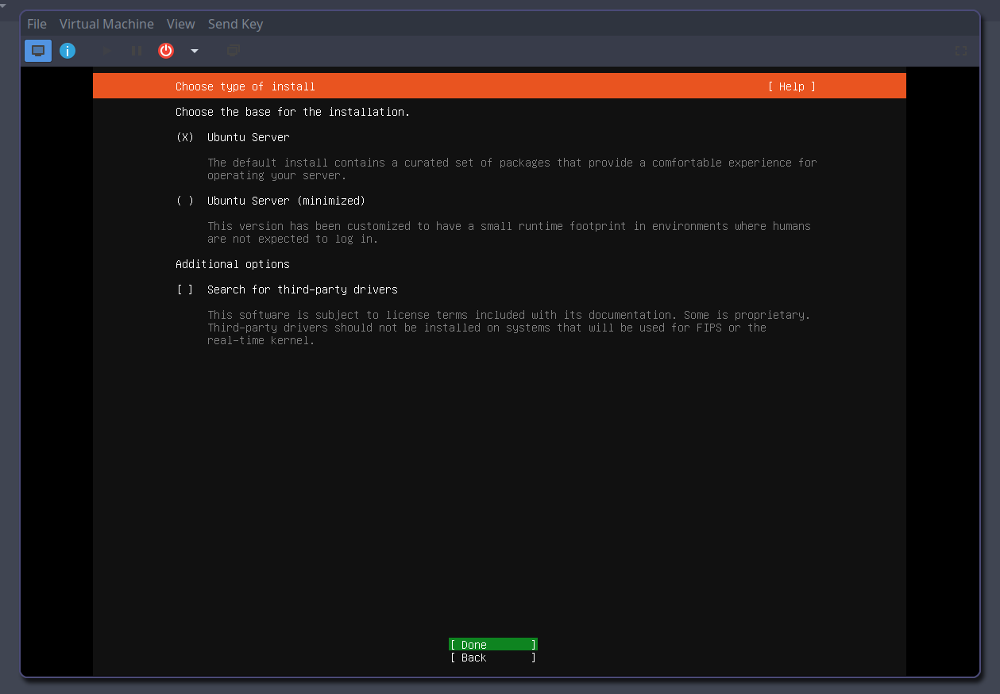 File Virtual Machine View Send Key
Choose type of install [ Help ]
Choose the base for the installation.
(X) Ubuntu Server
The default install contains a curated set of packages that provide a comfortable experience for
operating your server.
( ) Ubuntu Server (minimized)
This version has been customized to have a small runtime footprint in environments where humans
are not expected to log in.
Additional options
[ ] Search for third-party drivers
This software is subject to license terms included with its documentation. Some is proprietary.
Third-party drivers should not be installed on systems that will be used for FIPS or the
real-time kernel.
[ Done ]
[ Back ]